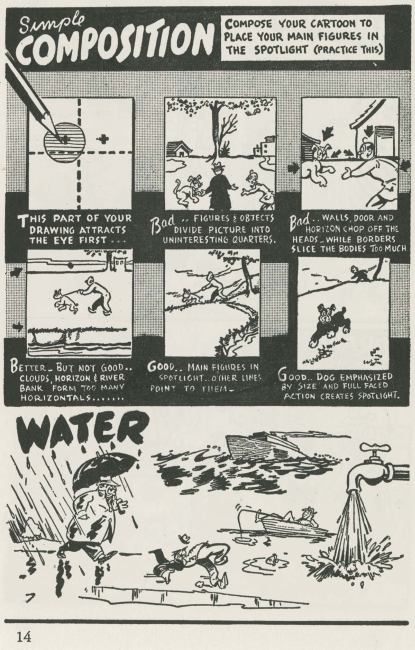 Simple
COMPOSITION
COMPOSE YOUR CARTOON TO
PLACE YOUR MAIN FIGURES IN
THE SPOTLIGHT (PRACTICE THIS)
THIS PART OF YOUR
DRAWING ATTRACTS
THE EYE FIRST...
Bad .. FIGURES & OBJECTS
DIVIDE PICTURE INTO
UNINTERESTING QUARTERS.
Bad.. WALLS, DOOR AND
HORIZON CHOP OFF THE
HEADS_ WHILE BORDERS
SLICE THE BODIES TOO MUCH
BETTER_ BUT NOT GOOD..
CLOUDS, HORIZON & RIVER
BANK FORM TOO MANY
HORIZONTALS.......
GOOD.. MAIN FIGURES IN
SPOTLIGHT.. OTHER LINES
POINT TO THEM_
GOOD.. DOG EMPHASIZED
BY SIZE AND FULL FACED
ACTION CREATES SPOTLIGHT.
WATER
14